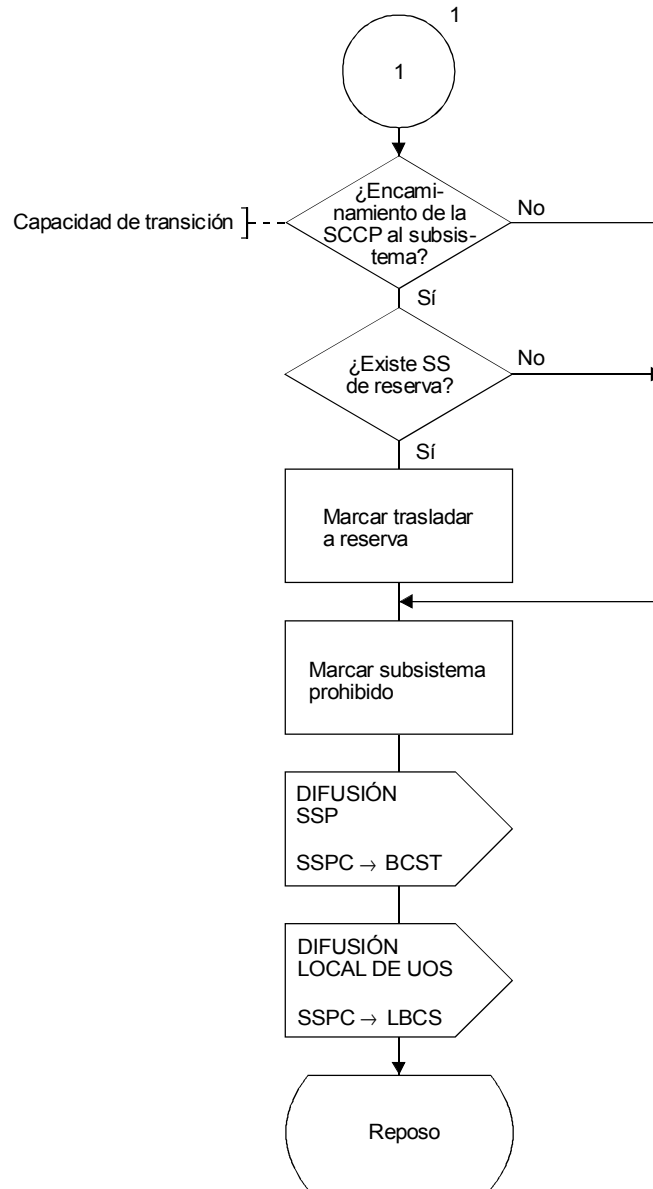 1
1
¿Encami-
namiento de la
SCCP al subsis-
tema?
No
Capacidad de transición
Sí
¿Existe SS
de reserva?
No
Sí
Marcar trasladar
a reserva
Marcar subsistema
prohibido
DIFUSIÓN
SSP
SSPC → BCST
DIFUSIÓN
LOCAL DE UOS
SSPC → LBCS
Reposo